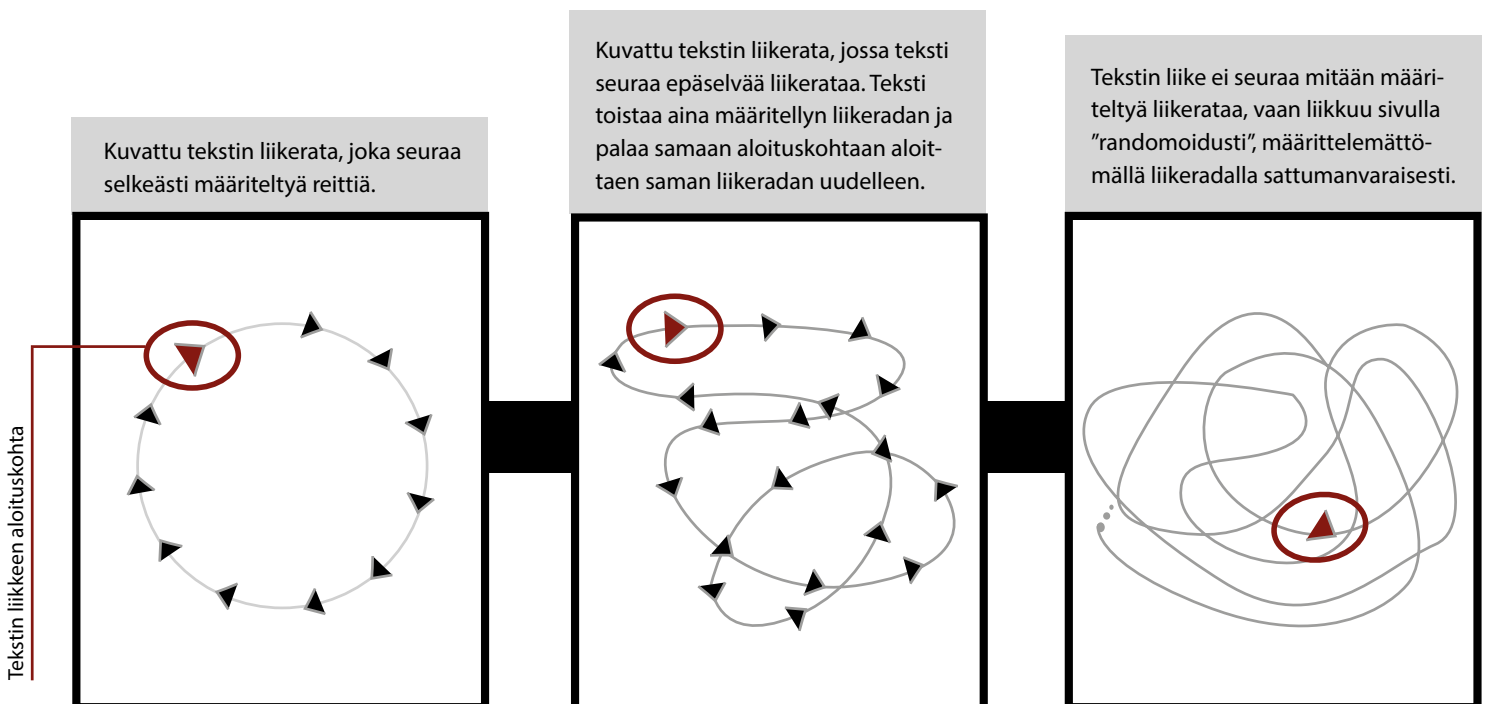 Kuvattu tekstin liikerata, joka seuraa
selkeästi määriteltyä reittiä.
Kuvattu tekstin liikerata, jossa teksti
seuraa epäselvää liikerataa. Teksti
toistaa aina määritellyn liikeradan ja
palaa samaan aloituskohtaan aloit-
taen saman liikeradan uudelleen.
Tekstin liike ei seuraa mitään määri-
teltyä liikerataa, vaan liikkuu sivulla
”randomoidusti”, määrittelemättö-
mällä liikeradalla sattumanvaraisesti.
Tekstin liikkeen aloituskohta